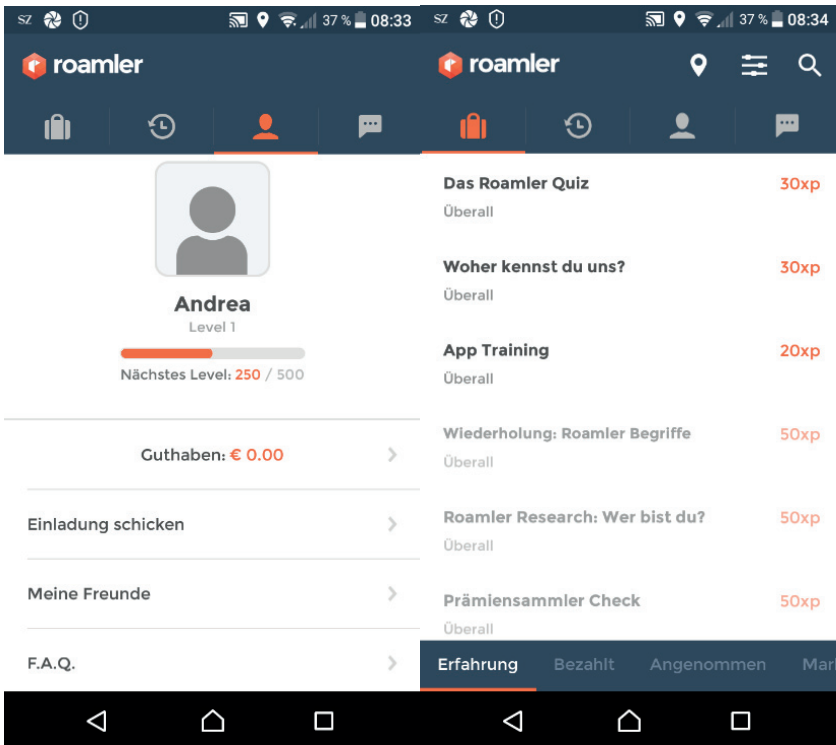 SZ 37 % 08:33
roamler
Andrea
Level 1
Nächstes Level: 250 / 500
Guthaben: € 0.00
Einladung schicken
Meine Freunde
F.A.Q.
SZ 37 % 08:34
roamler
Das Roamler Quiz 30xp
Überall
Woher kennst du uns? 30xp
Überall
App Training 20xp
Überall
Wiederholung: Roamler Begriffe 50xp
Überall
Roamler Research: Wer bist du? 50xp
Überall
Prämiensammler Check 50xp
Überall
Erfahrung Bezahlt Angenommen Mar